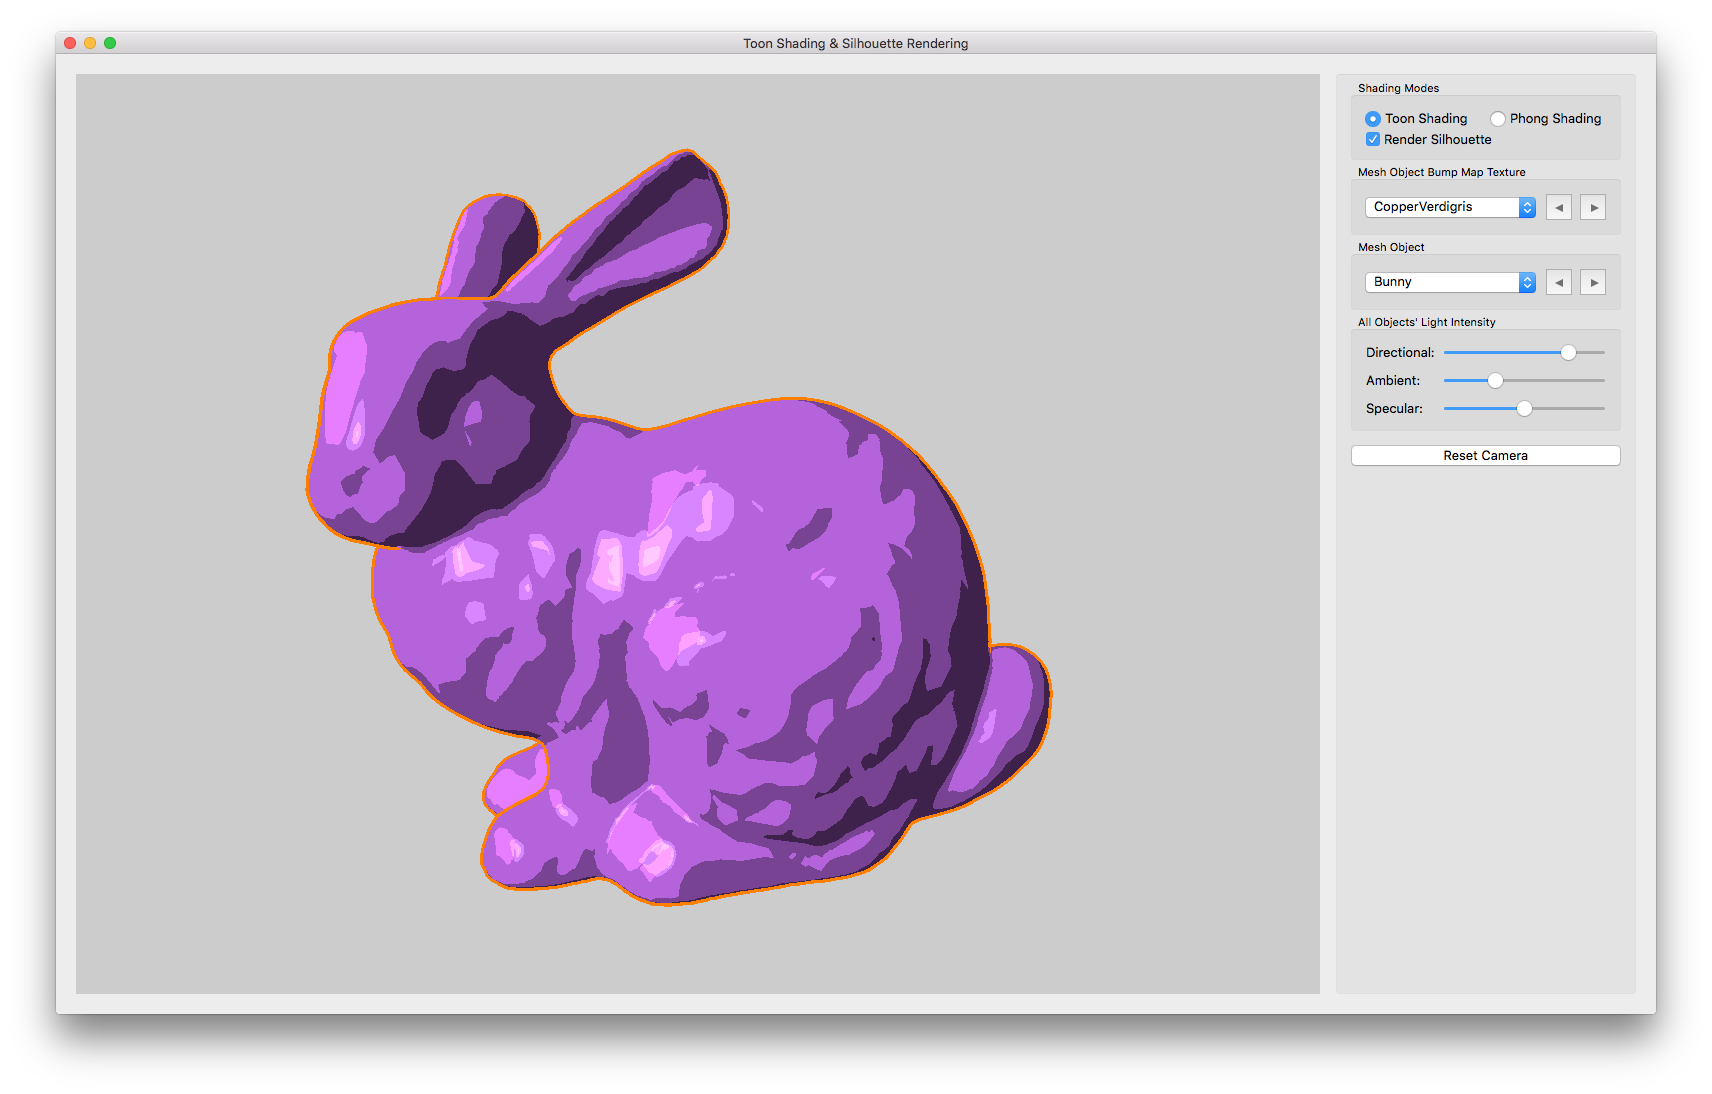 Toon Shading & Silhouette Rendering
Shading Modes
Toon Shading Phong Shading
Render Silhouette
Mesh Object Bump Map Texture
CopperVerdigris
Mesh Object
Bunny
All Objects' Light Intensity
Directional:
Ambient:
Specular:
Reset Camera